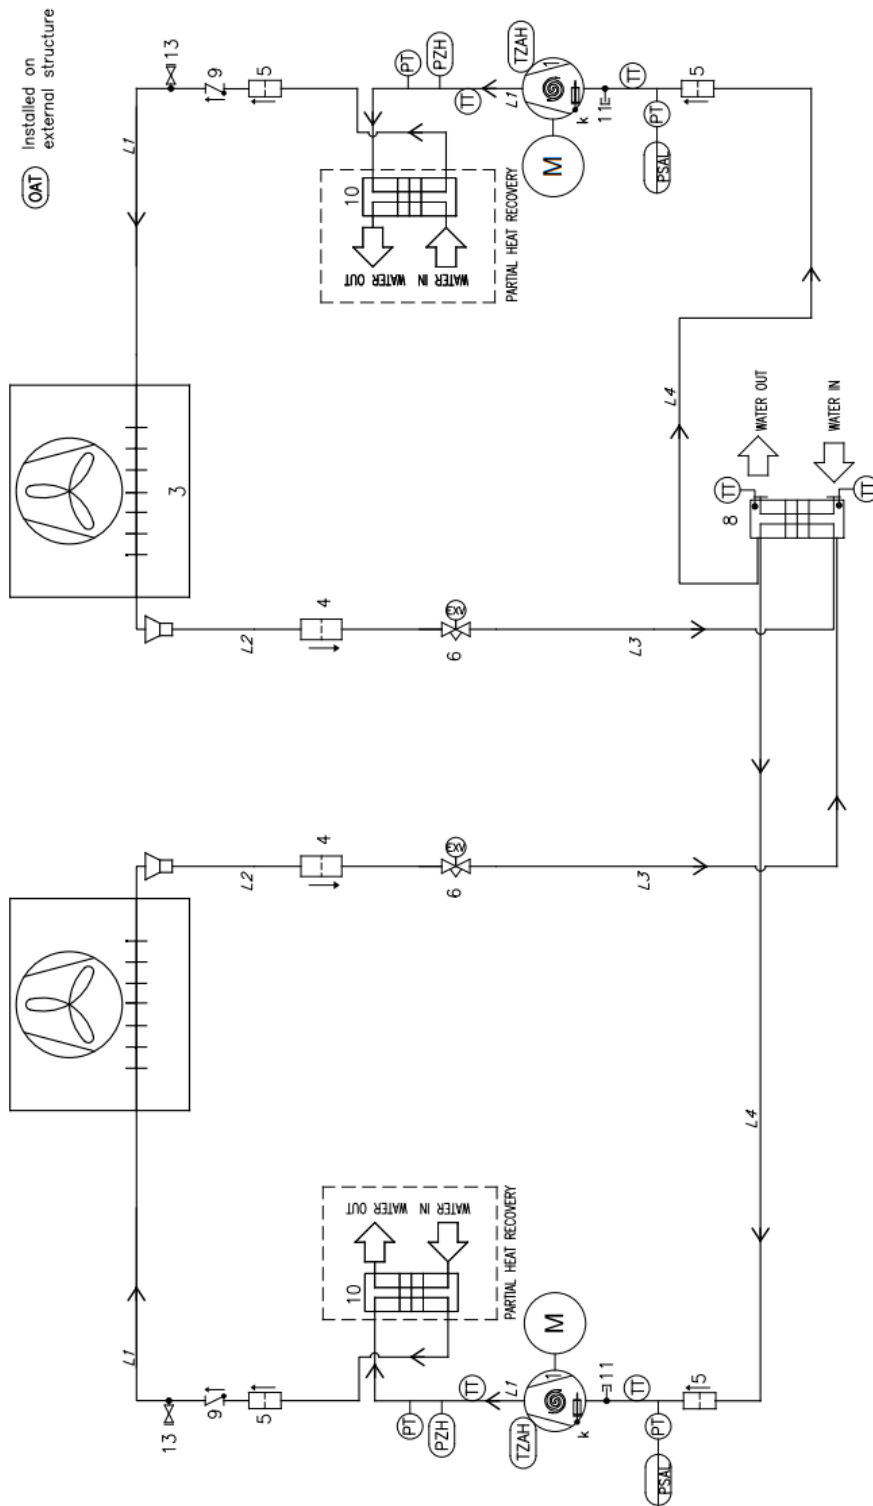 OAT
Installed on
external structure
13
9
5
L1
10
WATER OUT
WATER IN
PARTIAL HEAT RECOVERY
PT
PZH
TT
L1
TZAH
1
M
k
11
TT
PT
PSAL
5
3
L2
4
EXV
6
L3
L4
8
TT
WATER OUT
WATER IN
TT
L2
4
EXV
6
L3
L4
L1
13
9
5
10
WATER OUT
WATER IN
PARTIAL HEAT RECOVERY
PT
PZH
TT
L1
TZAH
1
M
k
11
TT
PT
PSAL
5